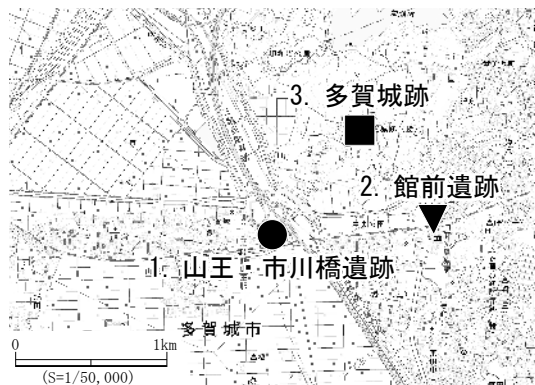 3. 多賀城跡
2. 館前遺跡
1. 山王・市川橋遺跡
多賀城市
0 1km
(S=1/50,000)